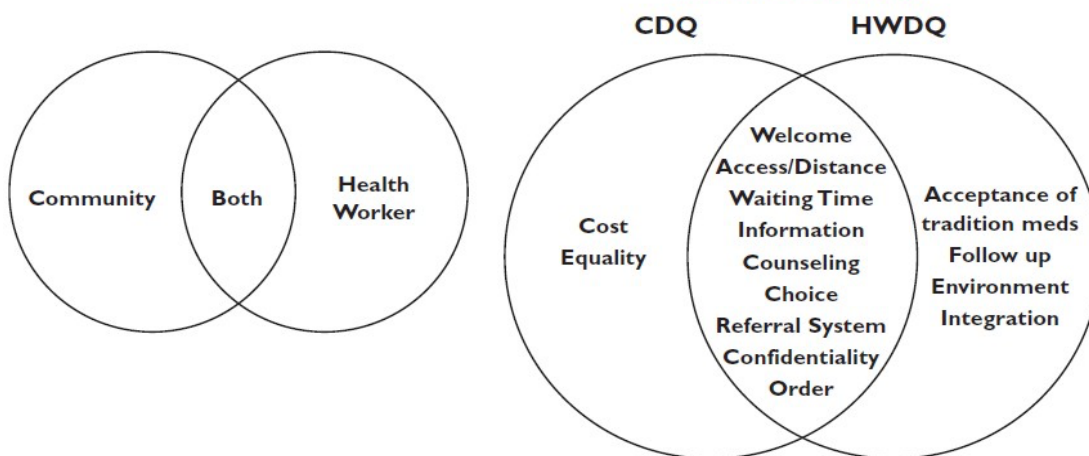 CDQ
HWDQ
Community
Both
Health
Worker
Cost
Equality
Welcome
Access/Distance
Waiting Time
Information
Counseling
Choice
Referral System
Confidentiality
Order
Acceptance of
tradition meds
Follow up
Environment
Integration